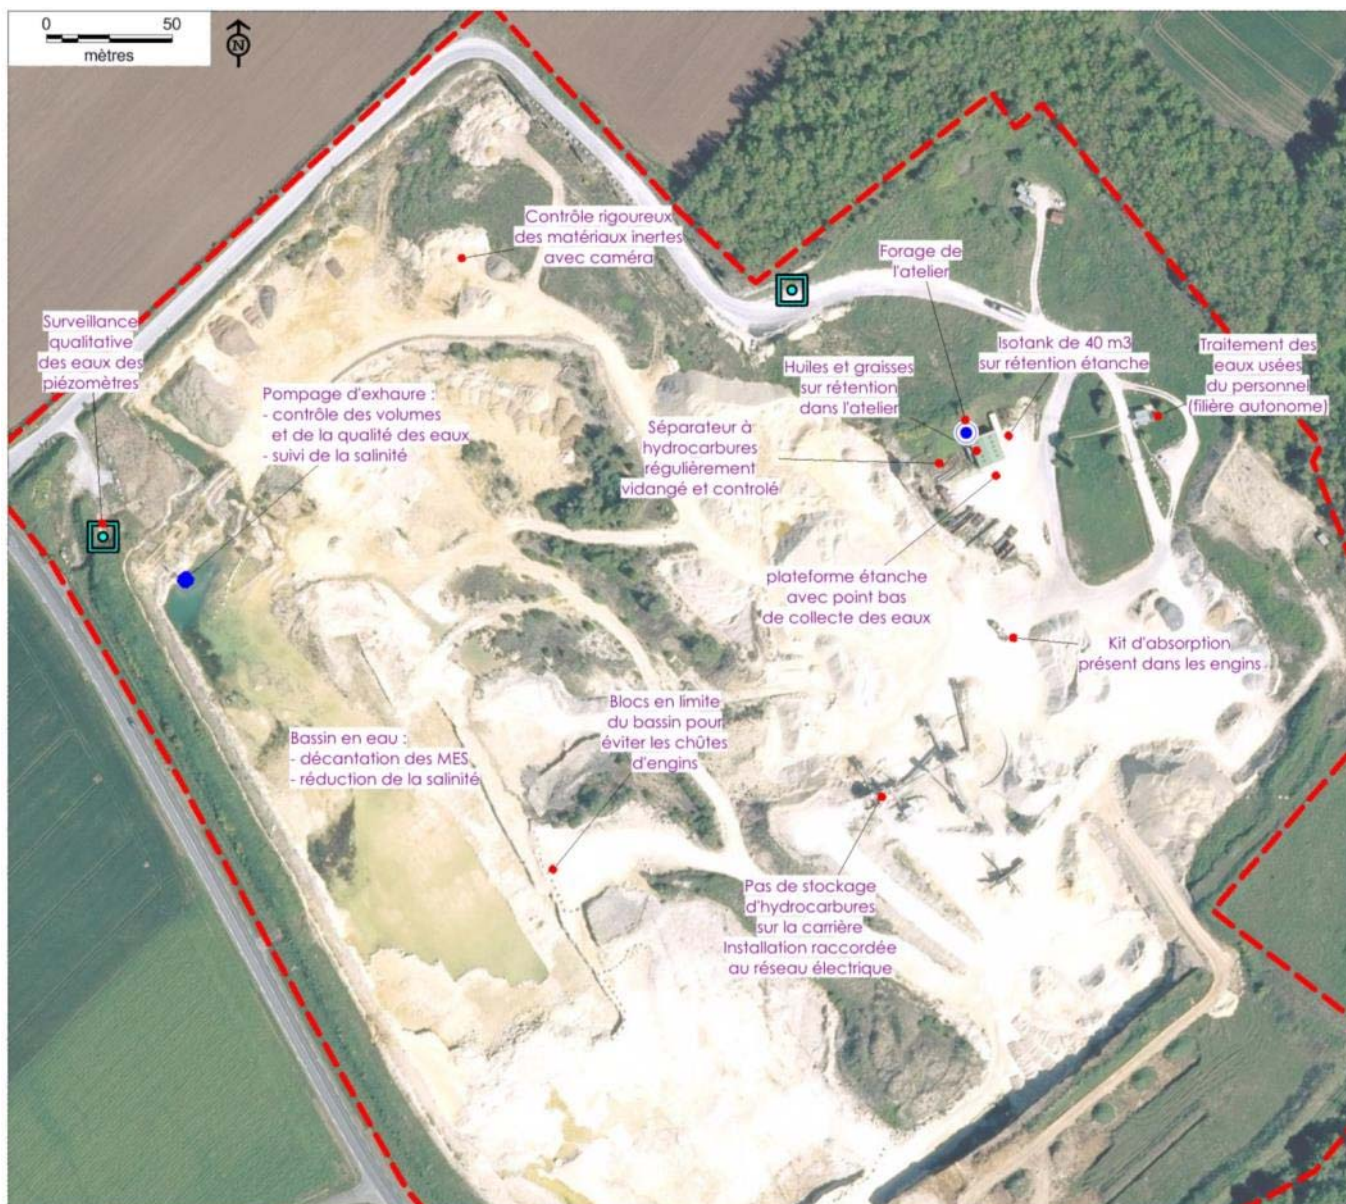 0 50
mètres
N
Contrôle rigoureux
des matériaux inertes
avec caméra
Forage de
l'atelier
Surveillance
qualitative
des eaux des
piézomètres
Isotank de 40 m3
sur rétention étanche
Traitement des
eaux usées
du personnel
(filière autonome)
Huiles et graisses
sur rétention
dans l'atelier
Pompage d'exhaure :
- contrôle des volumes
et de la qualité des eaux
- suivi de la salinité
Séparateur à
hydrocarbures
régulièrement
vidangé et controlé
plateforme étanche
avec point bas
de collecte des eaux
Kit d'absorption
présent dans les engins
Blocs en limite
du bassin pour
éviter les chûtes
d'engins
Bassin en eau :
- décantation des MES
- réduction de la salinité
Pas de stockage
d'hydrocarbures
sur la carrière
Installation raccordée
au réseau électrique